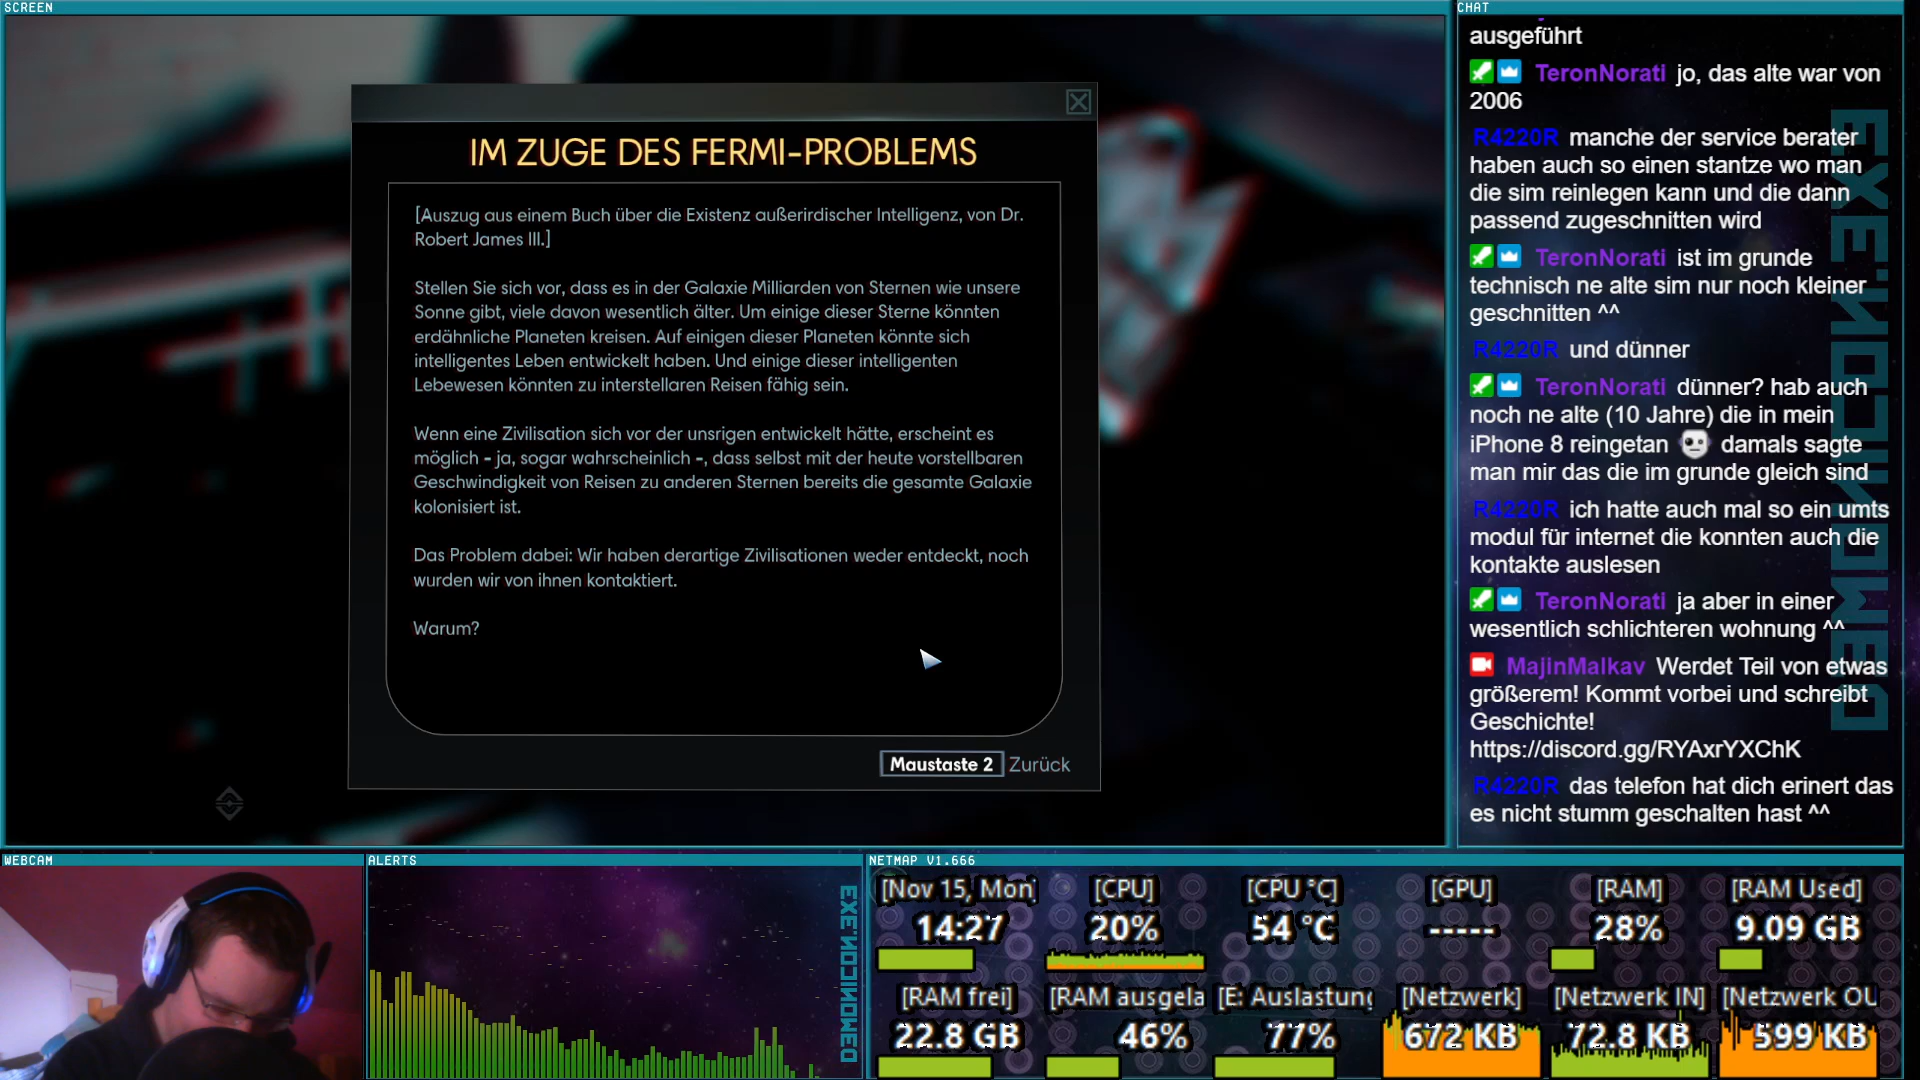 SCREEN
IM ZUGE DES FERMI-PROBLEMS
[Auszug aus einem Buch über die Existenz außerirdischer Intelligenz, von Dr.
Robert James III.]
Stellen Sie sich vor, dass es in der Galaxie Milliarden von Sternen wie unsere
Sonne gibt, viele davon wesentlich älter. Um einige dieser Sterne könnten
erdähnliche Planeten kreisen. Auf einigen dieser Planeten könnte sich
intelligentes Leben entwickelt haben. Und einige dieser intelligenten
Lebewesen könnten zu interstellaren Reisen fähig sein.
Wenn eine Zivilisation sich vor der unsrigen entwickelt hätte, erscheint es
möglich - ja, sogar wahrscheinlich -, dass selbst mit der heute vorstellbaren
Geschwindigkeit von Reisen zu anderen Sternen bereits die gesamte Galaxie
kolonisiert ist.
Das Problem dabei: Wir haben derartige Zivilisationen weder entdeckt, noch
wurden wir von ihnen kontaktiert.
Warum?
Maustaste 2 Zurück
CHAT
ausgeführt
TeronNorati jo, das alte war von
2006
R4220R manche der service berater
haben auch so einen stantze wo man
die sim reinlegen kann und die dann
passend zugeschnitten wird
TeronNorati ist im grunde
technisch ne alte sim nur noch kleiner
geschnitten ^^
R4220R und dünner
TeronNorati dünner? hab auch
noch ne alte (10 Jahre) die in mein
iPhone 8 reingetan damals sagte
man mir das die im grunde gleich sind
R4220R ich hatte auch mal so ein umts
modul für internet die konnten auch die
kontakte auslesen
TeronNorati ja aber in einer
wesentlich schlichteren wohnung ^^
MajinMalkav Werdet Teil von etwas
größerem! Kommt vorbei und schreibt
Geschichte!
https://discord.gg/RYAxrYXChK
R4220R das telefon hat dich erinert das
es nicht stumm geschalten hast ^^
WEBCAM
ALERTS
NETMAP V1.666
[Nov 15, Mon] [CPU] [CPU °C] [GPU] [RAM] [RAM Used]
14:27 20% 54 °C ----- 28% 9.09 GB
[RAM frei] [RAM ausgela [E: Auslastung [Netzwerk] [Netzwerk IN] [Netzwerk OU
22.8 GB 46% 77% 672 KB 72.8 KB 599 KB